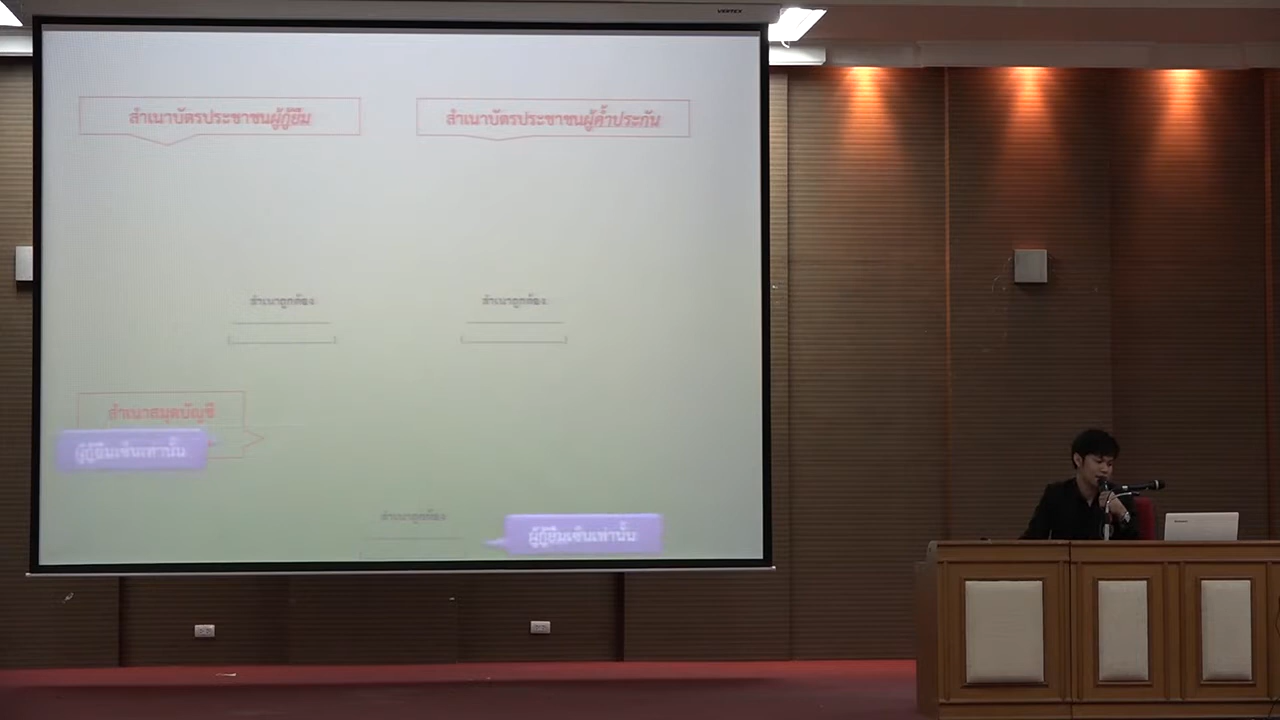 VERTEX
สำเนาบัตรประชาชนผู้กู้ยืม
สำเนาบัตรประชาชนผู้ค้ำประกัน
สำเนาถูกต้อง
สำเนาถูกต้อง
สำเนาสมุดบัญชี
ผู้กู้ยืมเซ็นเท่านั้น
สำเนาถูกต้อง
ผู้กู้ยืมเซ็นเท่านั้น